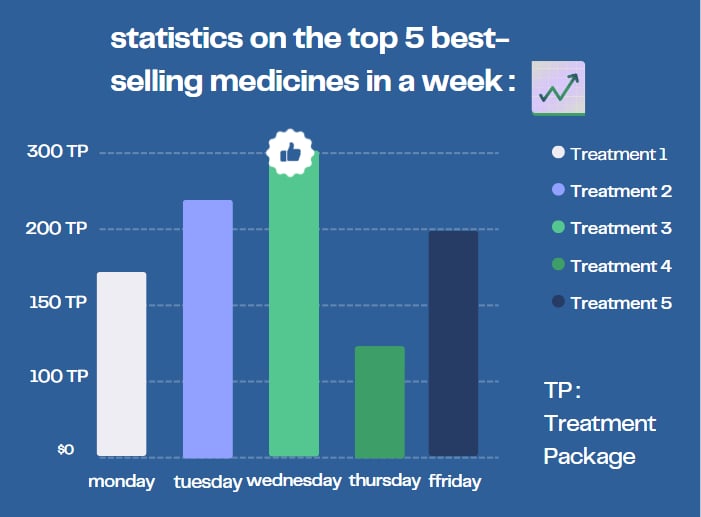 statistics on the top 5 best-
selling medicines in a week :
300 TP
200 TP
150 TP
100 TP
$0
monday
tuesday
wednesday
thursday
ffriday
Treatment 1
Treatment 2
Treatment 3
Treatment 4
Treatment 5
TP :
Treatment
Package